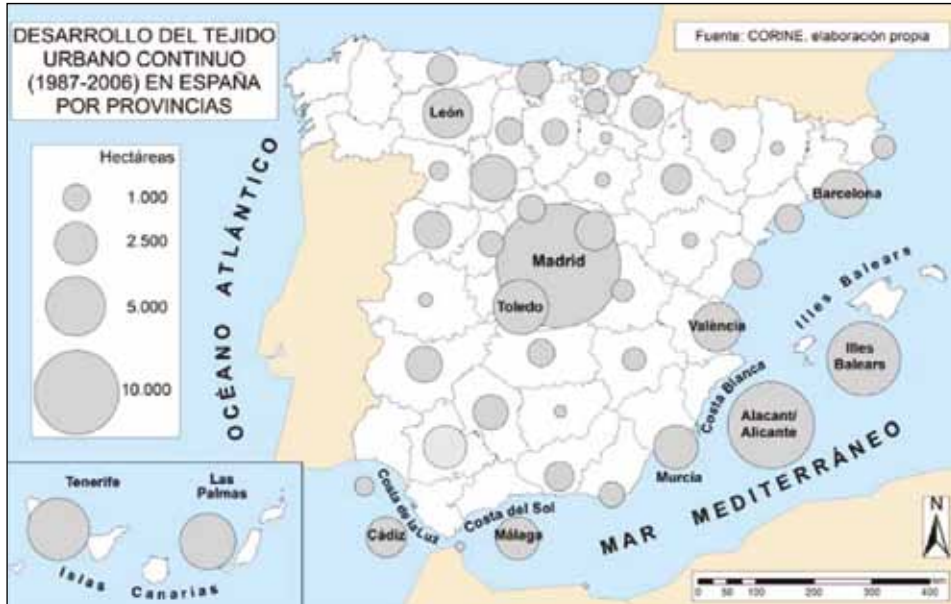 DESARROLLO DEL TEJIDO
URBANO CONTINUO
(1987-2006) EN ESPAÑA
POR PROVINCIAS
Fuente: CORINE, elaboración propia
Hectáreas
1.000
2.500
5.000
10.000
OCÉANO ATLÁNTICO
León
Barcelona
Madrid
Toledo
València
Illes Balears
Illes
Balears
Costa Blanca
Alacant/
Alicante
Murcia
MAR MEDITERRÁNEO
Costa de la Luz
Costa del Sol
Cádiz
Málaga
Tenerife
Las
Palmas
Islas Canarias
N
0 50 100 200 300 400 km